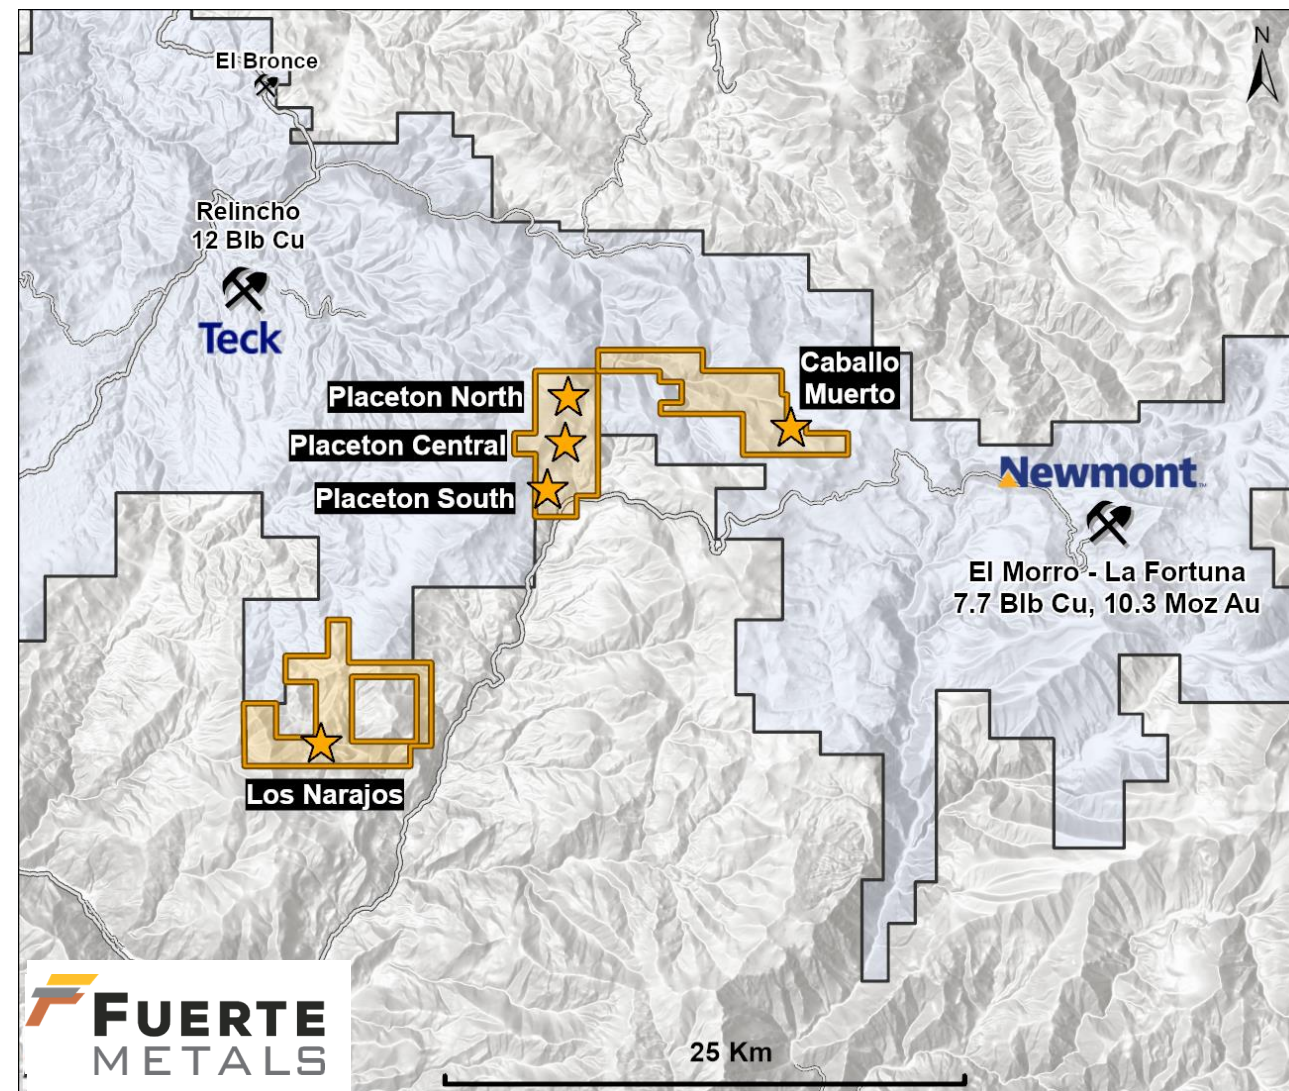 N
El Bronce
Relincho
12 Blb Cu
Teck
Caballo
Muerto
Placeton North
Placeton Central
Placeton South
Newmont™
El Morro - La Fortuna
7.7 Blb Cu, 10.3 Moz Au
Los Narajos
FUERTE
METALS
25 Km